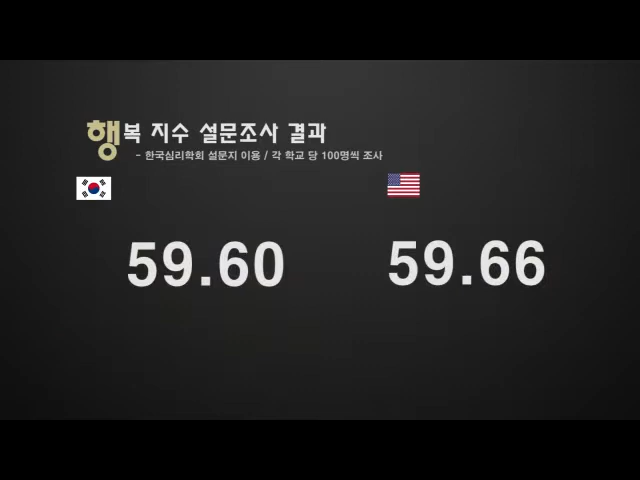 행복 지수 설문조사 결과
- 한국심리학회 설문지 이용 / 각 학교 당 100명씩 조사
59.60 59.66